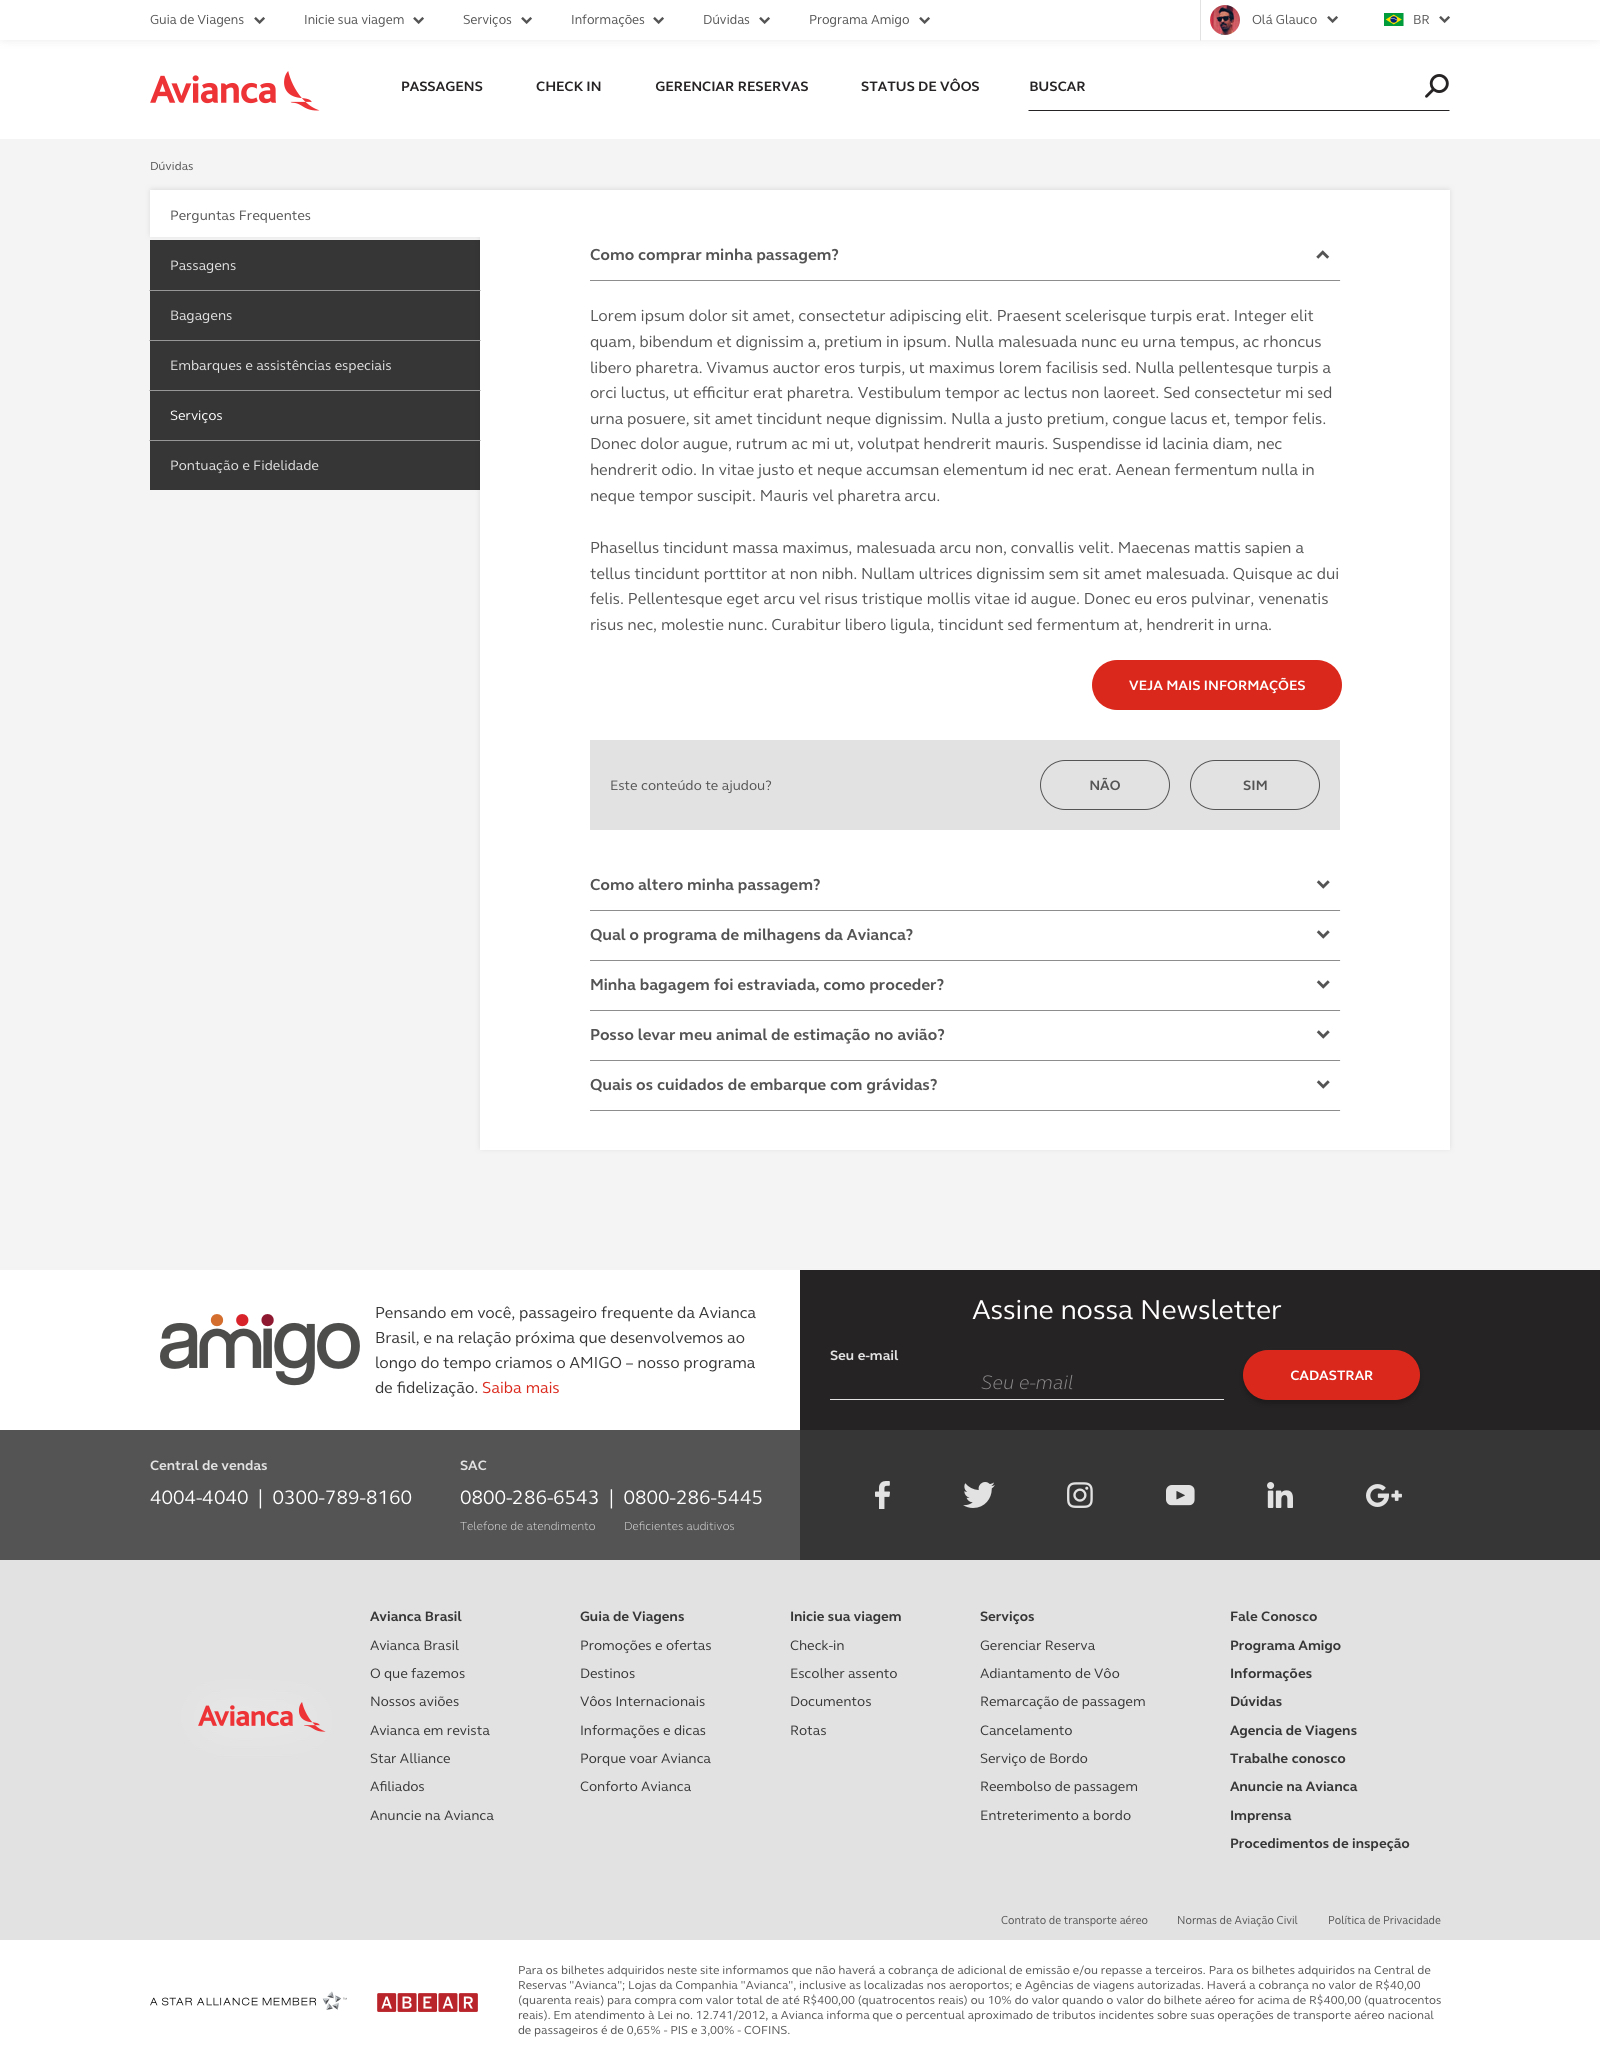 Guia de Viagens Inicie sua viagem Serviços Informações Dúvidas Programa Amigo Olá Glauco BR
Avianca PASSAGENS CHECK IN GERENCIAR RESERVAS STATUS DE VÔOS BUSCAR
Dúvidas
Perguntas Frequentes
Passagens
Bagagens
Embarques e assistências especiais
Serviços
Pontuação e Fidelidade
Como comprar minha passagem?
Lorem ipsum dolor sit amet, consectetur adipiscing elit. Praesent scelerisque turpis erat. Integer elit
quam, bibendum et dignissim a, pretium in ipsum. Nulla malesuada nunc eu urna tempus, ac rhoncus
libero pharetra. Vivamus auctor eros turpis, ut maximus lorem facilisis sed. Nulla pellentesque turpis a
orci luctus, ut efficitur erat pharetra. Vestibulum tempor ac lectus non laoreet. Sed consectetur mi sed
urna posuere, sit amet tincidunt neque dignissim. Nulla a justo pretium, congue lacus et, tempor felis.
Donec dolor augue, rutrum ac mi ut, volutpat hendrerit mauris. Suspendisse id lacinia diam, nec
hendrerit odio. In vitae justo et neque accumsan elementum id nec erat. Aenean fermentum nulla in
neque tempor suscipit. Mauris vel pharetra arcu.
Phasellus tincidunt massa maximus, malesuada arcu non, convallis velit. Maecenas mattis sapien a
tellus tincidunt porttitor at non nibh. Nullam ultrices dignissim sem sit amet malesuada. Quisque ac dui
felis. Pellentesque eget arcu vel risus tristique mollis vitae id augue. Donec eu eros pulvinar, venenatis
risus nec, molestie nunc. Curabitur libero ligula, tincidunt sed fermentum at, hendrerit in urna.
VEJA MAIS INFORMAÇÕES
Este conteúdo te ajudou? NÃO SIM
Como altero minha passagem?
Qual o programa de milhagens da Avianca?
Minha bagagem foi estraviada, como proceder?
Posso levar meu animal de estimação no avião?
Quais os cuidados de embarque com grávidas?
amigo
Pensando em você, passageiro frequente da Avianca
Brasil, e na relação próxima que desenvolvemos ao
longo do tempo criamos o AMIGO – nosso programa
de fidelização. Saiba mais
Assine nossa Newsletter
Seu e-mail
Seu e-mail
CADASTRAR
Central de vendas
4004-4040 | 0300-789-8160
SAC
0800-286-6543 | 0800-286-5445
Telefone de atendimento Deficientes auditivos
Avianca
Avianca Brasil
Avianca Brasil
O que fazemos
Nossos aviões
Avianca em revista
Star Alliance
Afiliados
Anuncie na Avianca
Guia de Viagens
Promoções e ofertas
Destinos
Vôos Internacionais
Informações e dicas
Porque voar Avianca
Conforto Avianca
Inicie sua viagem
Check-in
Escolher assento
Documentos
Rotas
Serviços
Gerenciar Reserva
Adiantamento de Vôo
Remarcação de passagem
Cancelamento
Serviço de Bordo
Reembolso de passagem
Entreterimento a bordo
Fale Conosco
Programa Amigo
Informações
Dúvidas
Agencia de Viagens
Trabalhe conosco
Anuncie na Avianca
Imprensa
Procedimentos de inspeção
Contrato de transporte aéreo Normas de Aviação Civil Política de Privacidade
A STAR ALLIANCE MEMBER
ABEAR
Para os bilhetes adquiridos neste site informamos que não haverá a cobrança de adicional de emissão e/ou repasse a terceiros. Para os bilhetes adquiridos na Central de
Reservas "Avianca"; Lojas da Companhia "Avianca", inclusive as localizadas nos aeroportos; e Agências de viagens autorizadas. Haverá a cobrança no valor de R$40,00
(quarenta reais) para compra com valor total de até R$400,00 (quatrocentos reais) ou 10% do valor quando o valor do bilhete aéreo for acima de R$400,00 (quatrocentos
reais). Em atendimento à Lei no. 12.741/2012, a Avianca informa que o percentual aproximado de tributos incidentes sobre suas operações de transporte aéreo nacional
de passageiros é de 0,65% - PIS e 3,00% - COFINS.